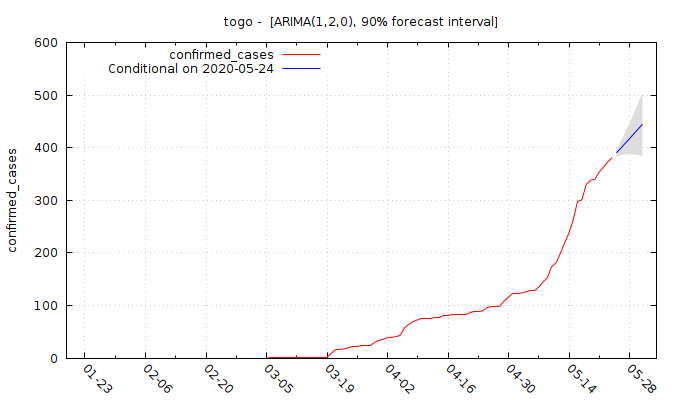 togo -  [ARIMA(1,2,0), 90% forecast interval]
confirmed_cases
Conditional on 2020-05-24
600
500
400
300
200
100
0
confirmed_cases
01-23 02-06 02-20 03-05 03-19 04-02 04-16 04-30 05-14 05-28